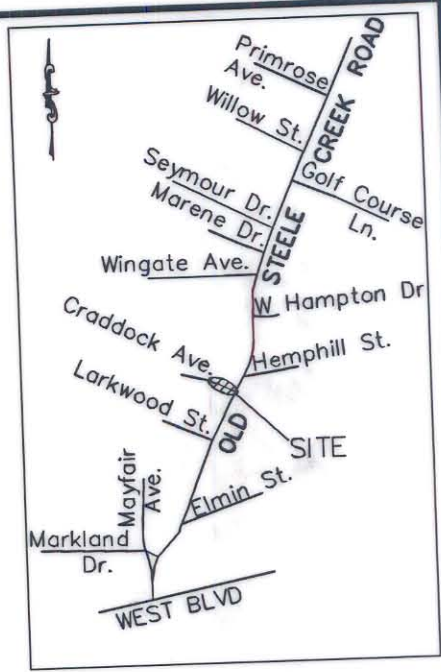 Primrose
Ave.
Willow St.
Golf Course
Ln.
Seymour Dr.
Marene Dr.
Wingate Ave.
OLD STEELE CREEK ROAD
W Hampton Dr
Craddock Ave.
Hemphill St.
Larkwood St.
SITE
Mayfair
Ave.
Elmin St.
Markland
Dr.
WEST BLVD